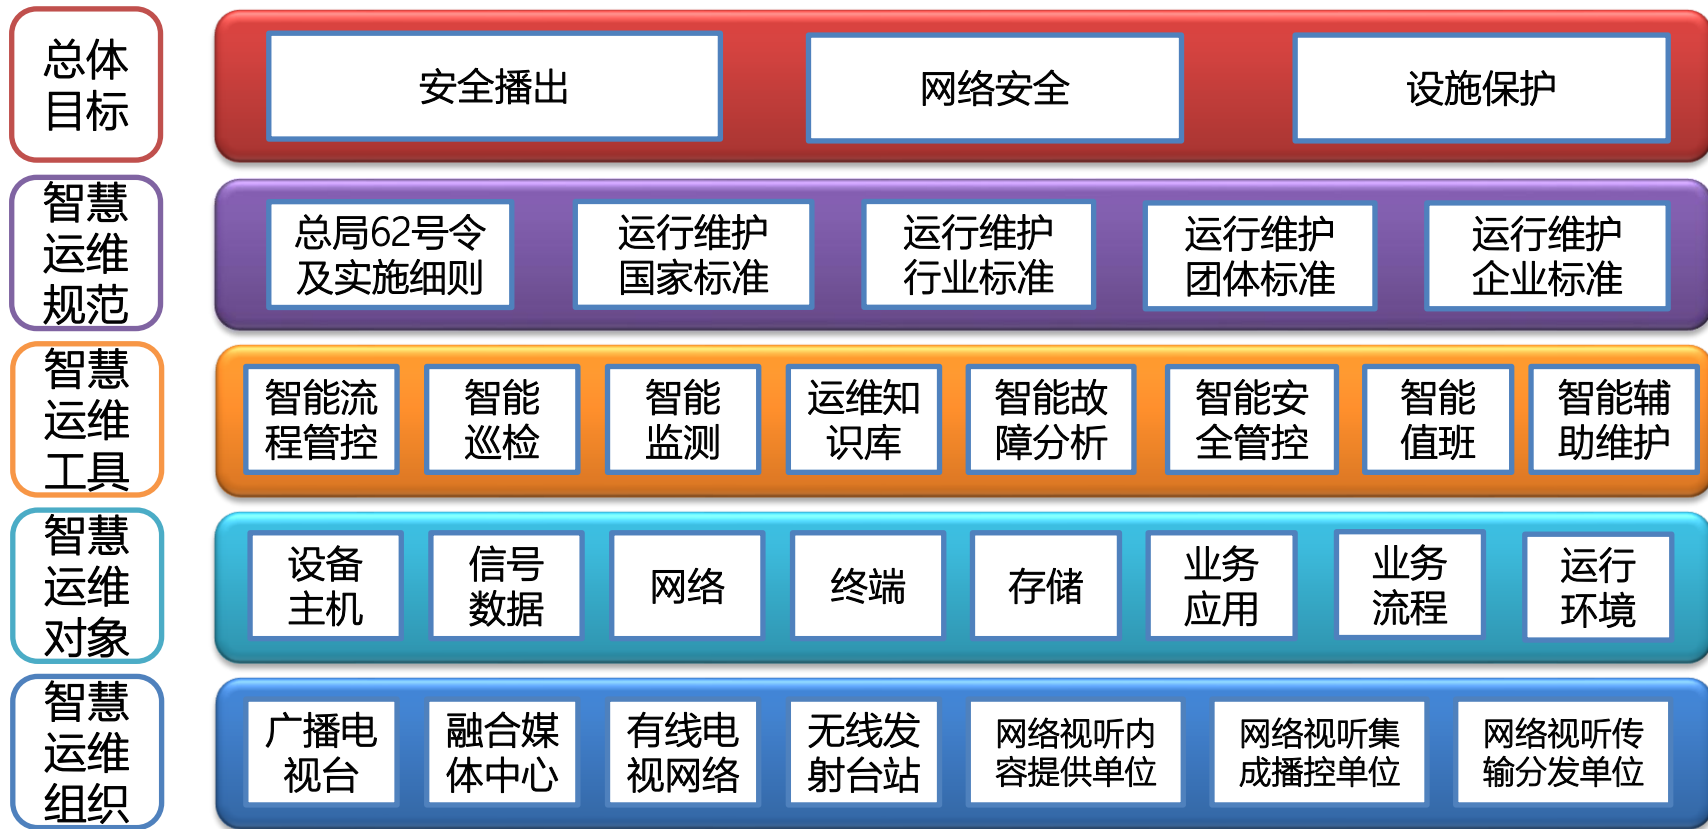 总体
目标
安全播出
网络安全
设施保护
智慧
运维
规范
总局62号令
及实施细则
运行维护
国家标准
运行维护
行业标准
运行维护
团体标准
运行维护
企业标准
智慧
运维
工具
智能流
程管控
智能
巡检
智能
监测
运维知
识库
智能故
障分析
智能安
全管控
智能
值班
智能辅
助维护
智慧
运维
对象
设备
主机
信号
数据
网络
终端
存储
业务
应用
业务
流程
运行
环境
智慧
运维
组织
广播电
视台
融合媒
体中心
有线电
视网络
无线发
射台站
网络视听内
容提供单位
网络视听集
成播控单位
网络视听传
输分发单位